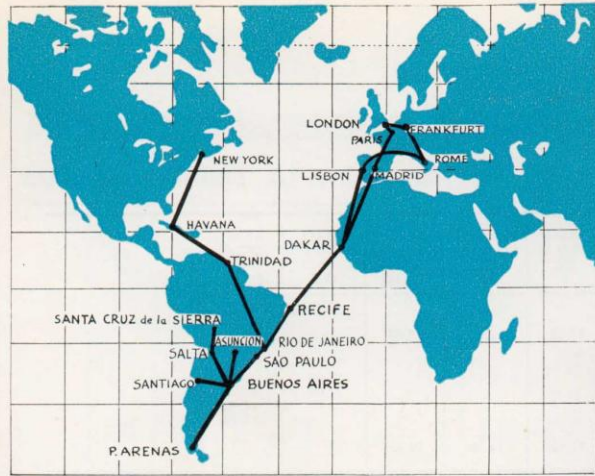 LONDON
FRANKFURT
PARIS
NEW YORK
ROME
LISBON
MADRID
HAVANA
DAKAR
TRINIDAD
RECIFE
SANTA CRUZ de la SIERRA
ASUNCION
RIO DE JANEIRO
SALTA
SAO PAULO
SANTIAGO
BUENOS AIRES
P. ARENAS